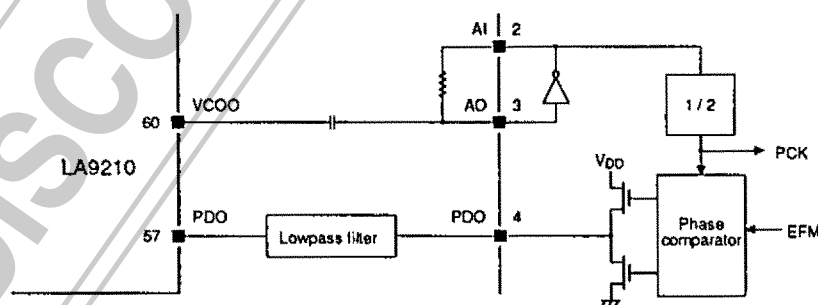 AI 2
VCOO
AO 3
1 / 2
60
LA9210
PCK
VDD
PDO
PDO 4
57
Lowpass filter
Phase
comparator
EFM
DISCO